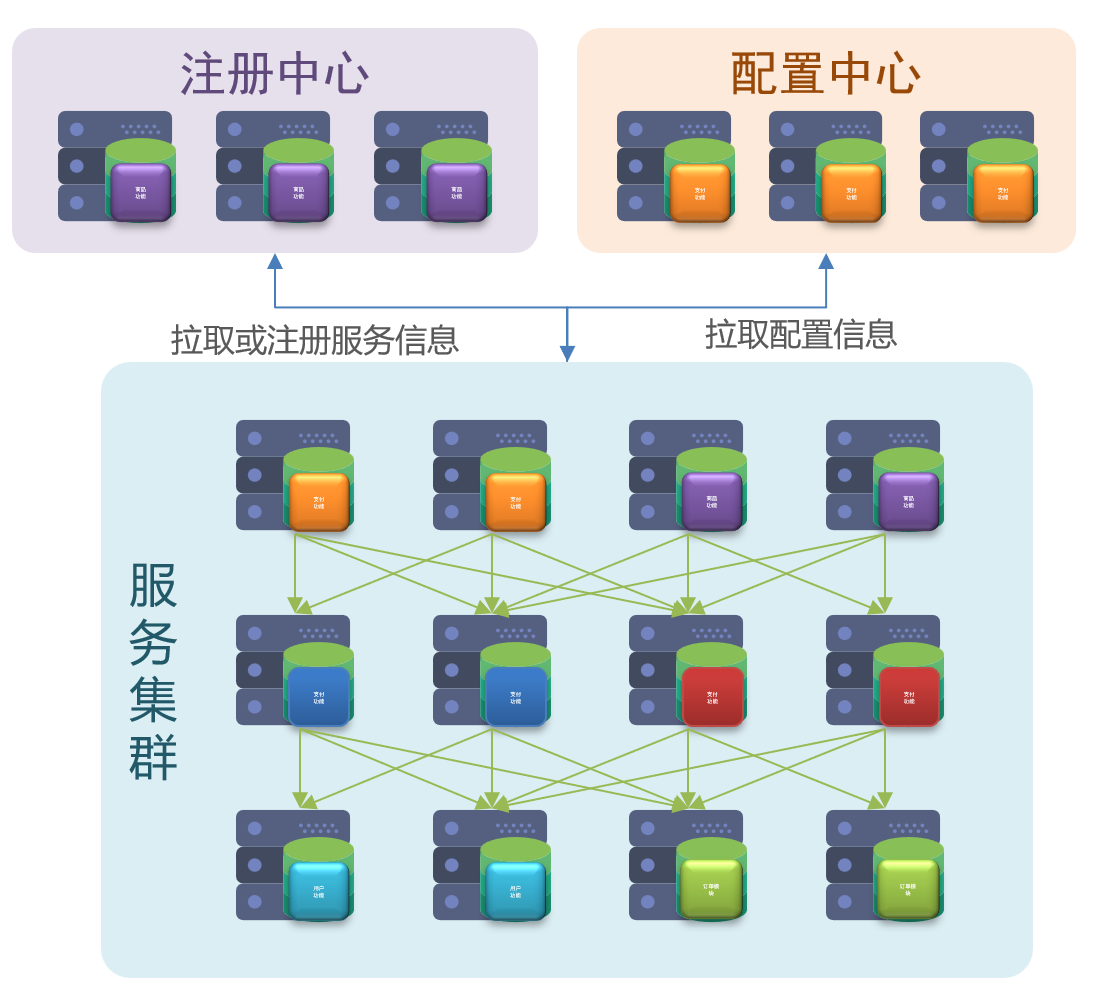 注册中心
配置中心
商品
功能
商品
功能
商品
功能
支付
功能
支付
功能
支付
功能
拉取或注册服务信息
拉取配置信息
服
务
集
群
支付
功能
支付
功能
商品
功能
商品
功能
支付
功能
支付
功能
支付
功能
支付
功能
用户
功能
用户
功能
订单模
块
订单模
块